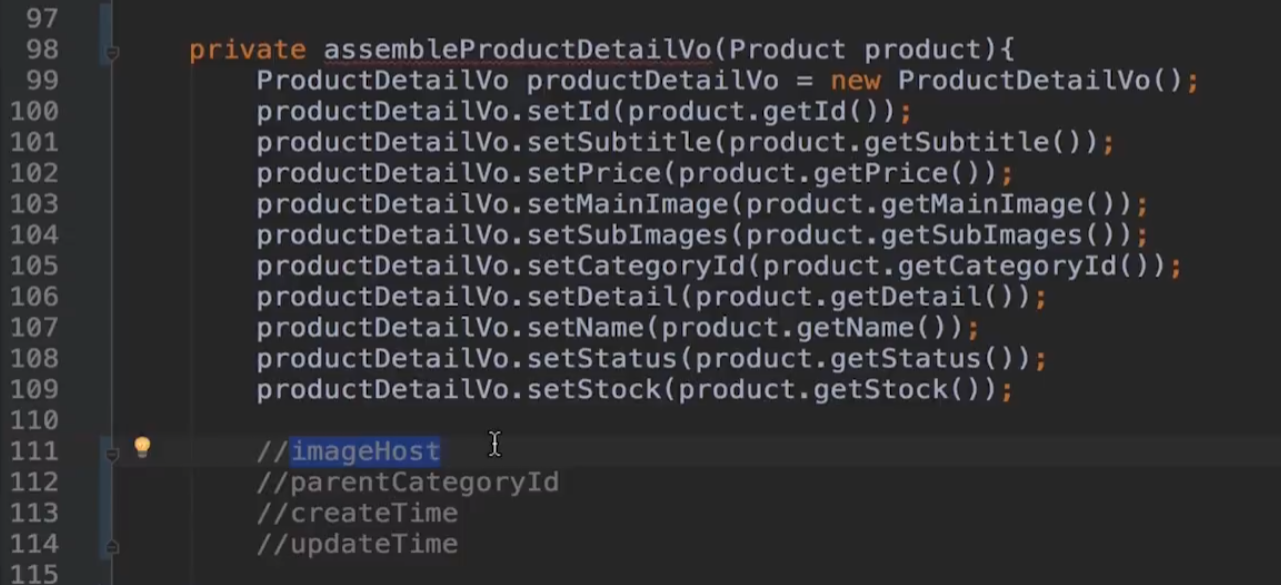 97
98 private assembleProductDetailVo(Product product){
99 ProductDetailVo productDetailVo = new ProductDetailVo();
100 productDetailVo.setId(product.getId());
101 productDetailVo.setSubtitle(product.getSubtitle());
102 productDetailVo.setPrice(product.getPrice());
103 productDetailVo.setMainImage(product.getMainImage());
104 productDetailVo.setSubImages(product.getSubImages());
105 productDetailVo.setCategoryId(product.getCategoryId());
106 productDetailVo.setDetail(product.getDetail());
107 productDetailVo.setName(product.getName());
108 productDetailVo.setStatus(product.getStatus());
109 productDetailVo.setStock(product.getStock());
110
111 //imageHost
112 //parentCategoryId
113 //createTime
114 //updateTime
115